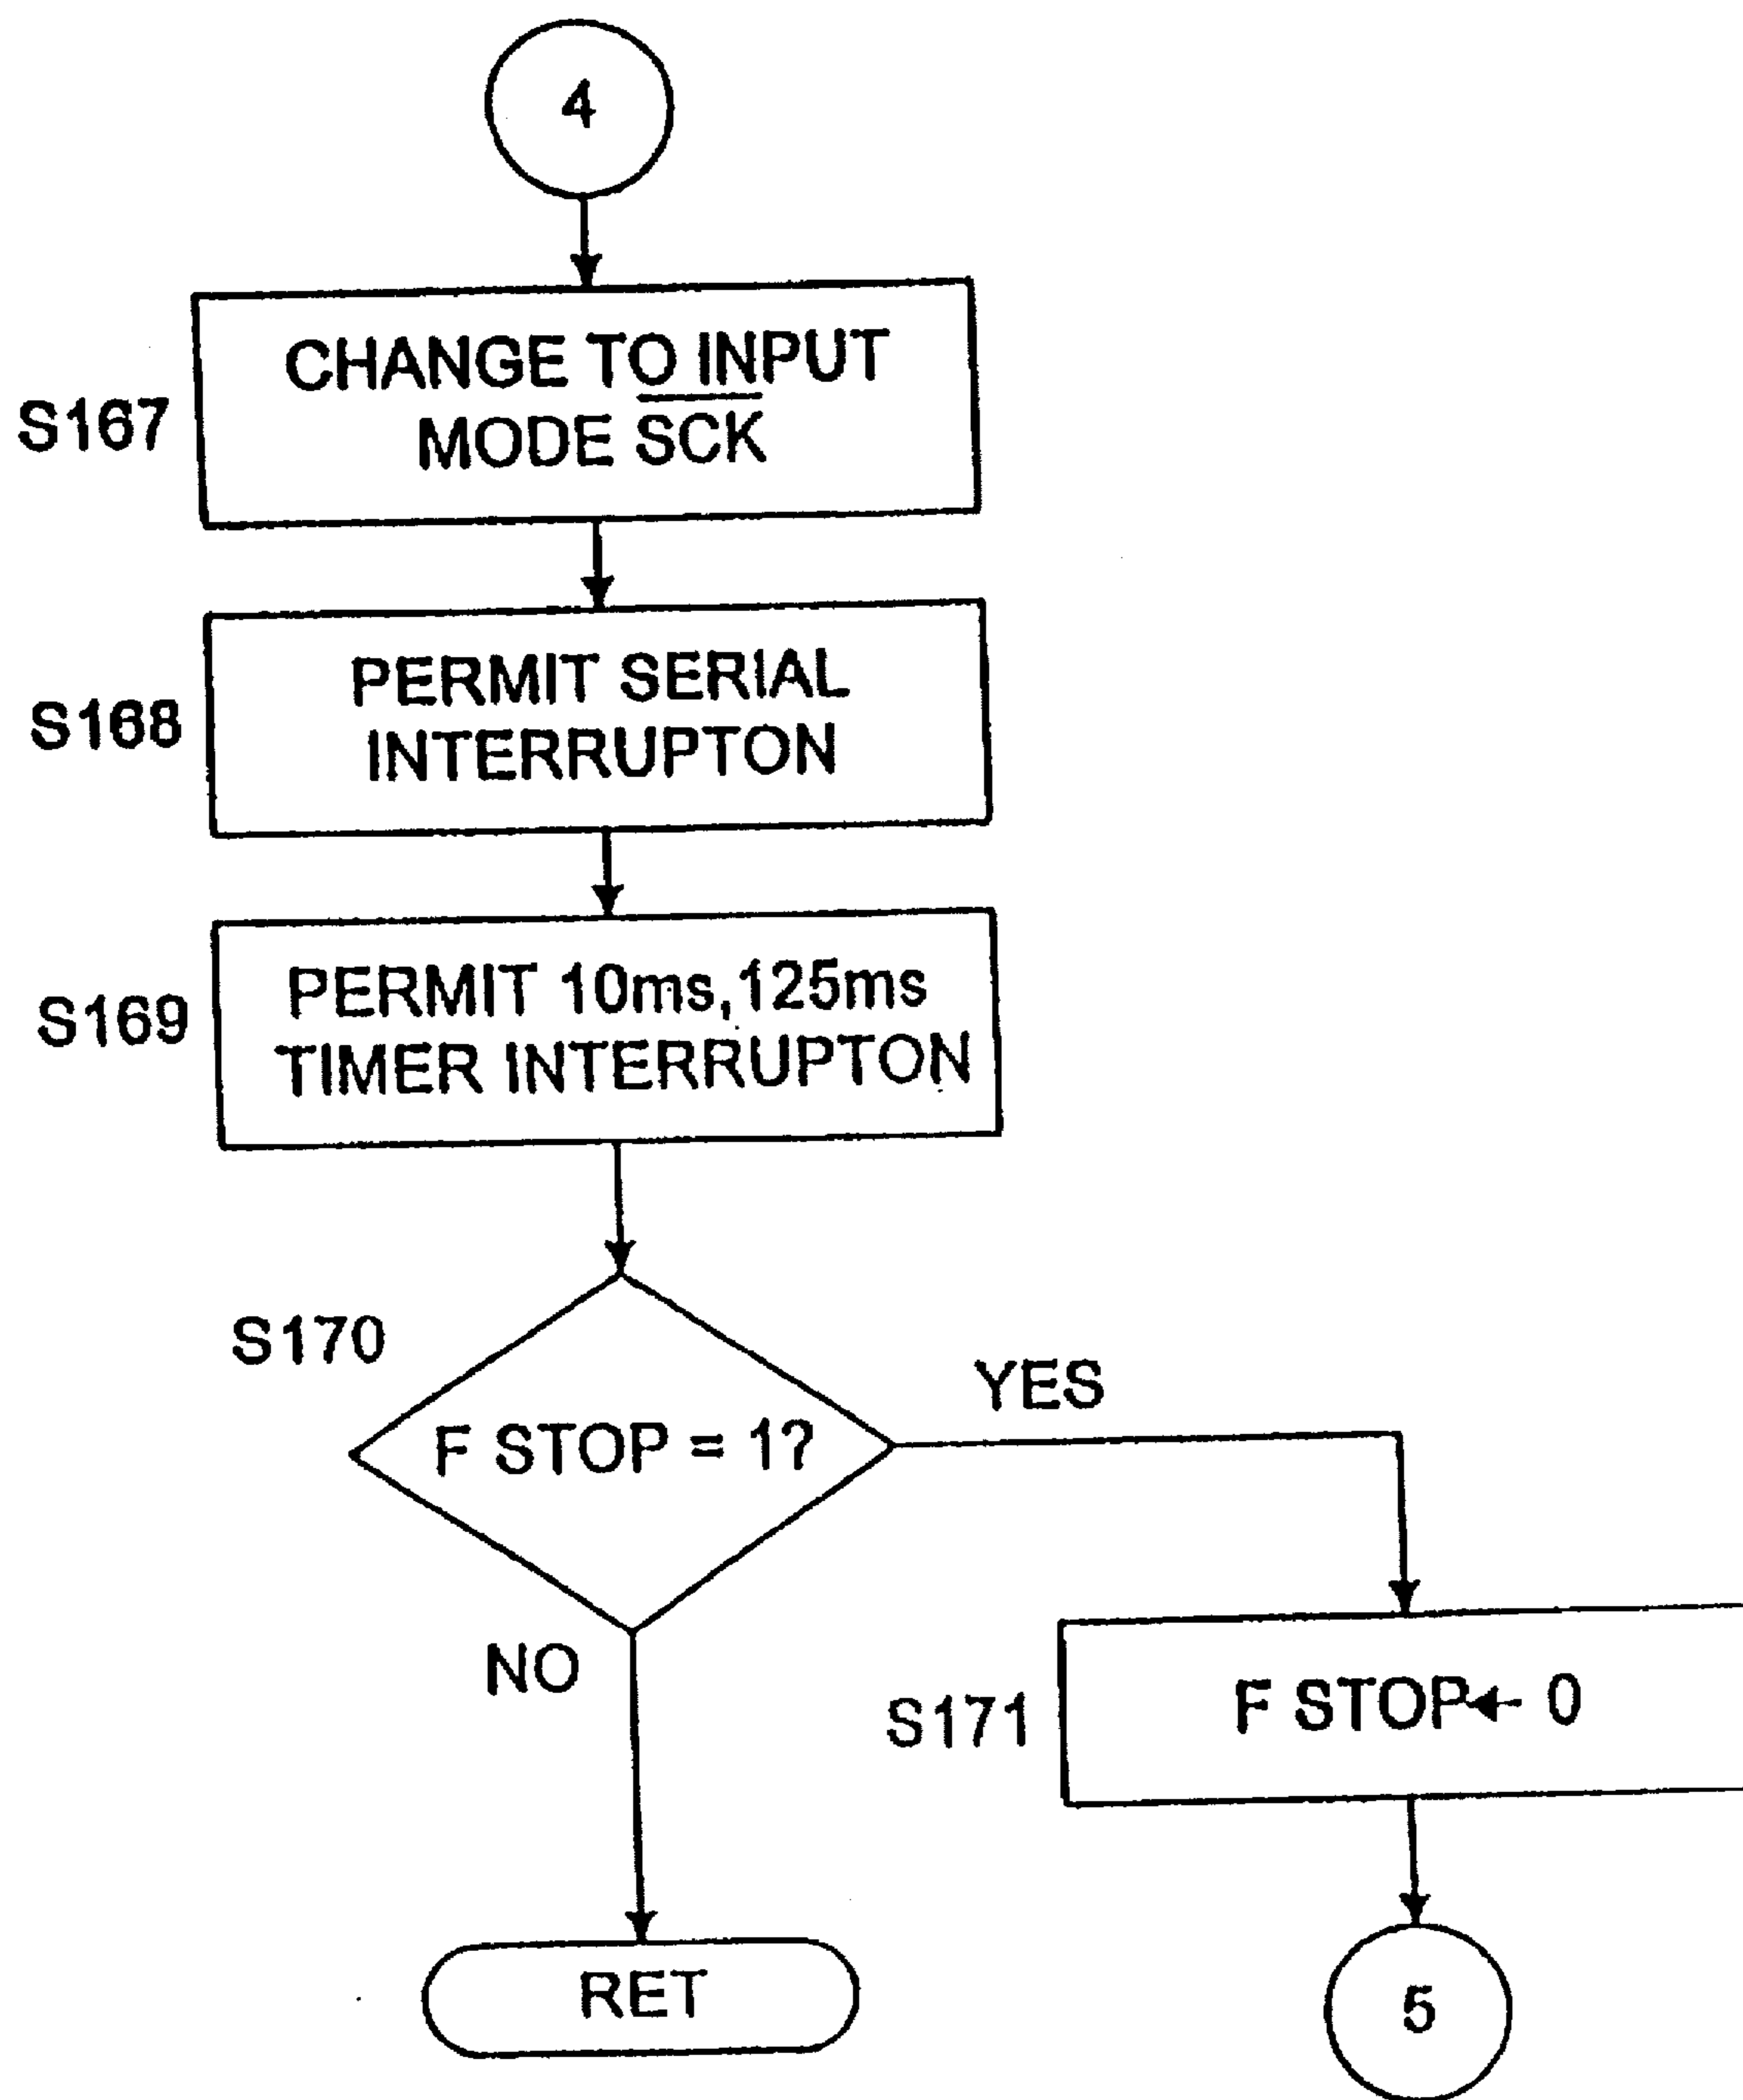 4
CHANGE TO INPUT
S167
MODE S̅C̅K̅
PERMIT SERIAL
S168
INTERRUPTON
PERMIT 10ms,125ms
S169
TIMER INTERRUPTON
S170
YES
F STOP = 1?
NO
S171
F STOP← 0
RET
5